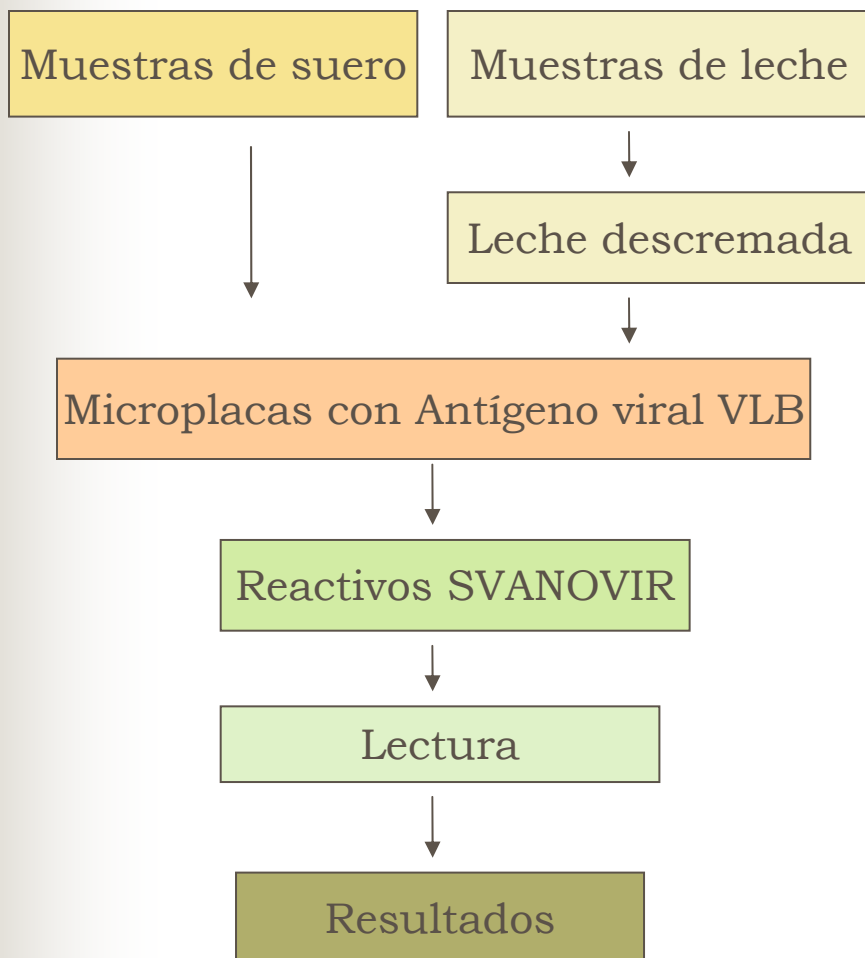 Muestras de suero
Muestras de leche
Leche descremada
Microplacas con Antígeno viral VLB
Reactivos SVANOVIR
Lectura
Resultados